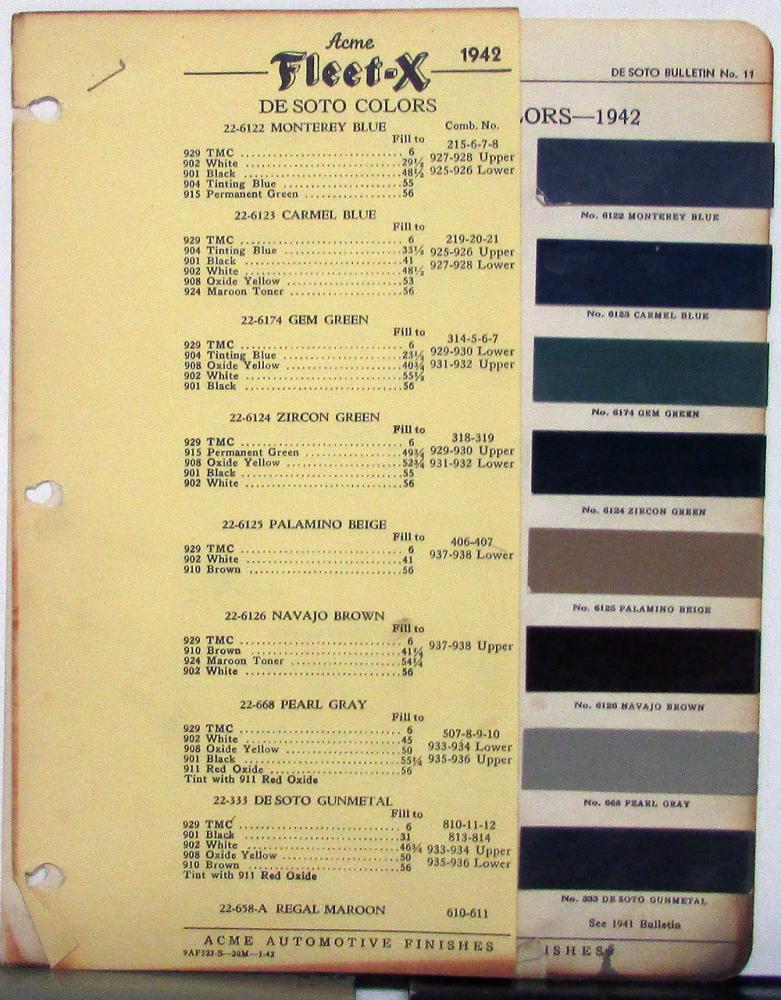 Acme
Fleet-X 1942
DE SOTO COLORS
22-6122 MONTEREY BLUE Comb. No.
Fill to
929 TMC 6 215-6-7-8
902 White 29½ 927-928 Upper
901 Black 48½ 925-926 Lower
904 Tinting Blue 55
915 Permanent Green 56
22-6123 CARMEL BLUE
Fill to
929 TMC 6 219-20-21
904 Tinting Blue 33½ 925-926 Upper
901 Black 41 927-928 Lower
902 White 48½
908 Oxide Yellow 53
924 Maroon Toner 56
22-6174 GEM GREEN
Fill to
929 TMC 6 314-5-6-7
904 Tinting Blue 23½ 929-930 Lower
908 Oxide Yellow 40¾ 931-932 Upper
902 White 55½
901 Black 56
22-6124 ZIRCON GREEN
Fill to
929 TMC 6 318-319
915 Permanent Green 49¾ 929-930 Upper
908 Oxide Yellow 52¾ 931-932 Lower
901 Black 55
902 White 56
22-6125 PALAMINO BEIGE
Fill to
929 TMC 6 406-407
902 White 41 937-938 Lower
910 Brown 56
22-6126 NAVAJO BROWN
Fill to
929 TMC 6 937-938 Upper
910 Brown 41¼
924 Maroon Toner 54¼
902 White 56
22-668 PEARL GRAY
Fill to
929 TMC 6 507-8-9-10
902 White 45 933-934 Lower
908 Oxide Yellow 50 935-936 Upper
901 Black 55¼
911 Red Oxide 56
Tint with 911 Red Oxide
22-333 DE SOTO GUNMETAL
Fill to
929 TMC 6 810-11-12
901 Black 31 813-814
902 White 46¾ 933-934 Upper
908 Oxide Yellow 50 935-936 Lower
910 Brown 56
Tint with 911 Red Oxide
22-658-A REGAL MAROON 610-611
ACME AUTOMOTIVE FINISHES
9AF523-S—20M—1-42
DE SOTO BULLETIN No. 11
ORS—1942
No. 6122 MONTEREY BLUE
No. 6123 CARMEL BLUE
No. 6174 GEM GREEN
No. 6124 ZIRCON GREEN
No. 6125 PALAMINO BEIGE
No. 6126 NAVAJO BROWN
No. 668 PEARL GRAY
No. 333 DE SOTO GUNMETAL
See 1941 Bulletin
ISHES